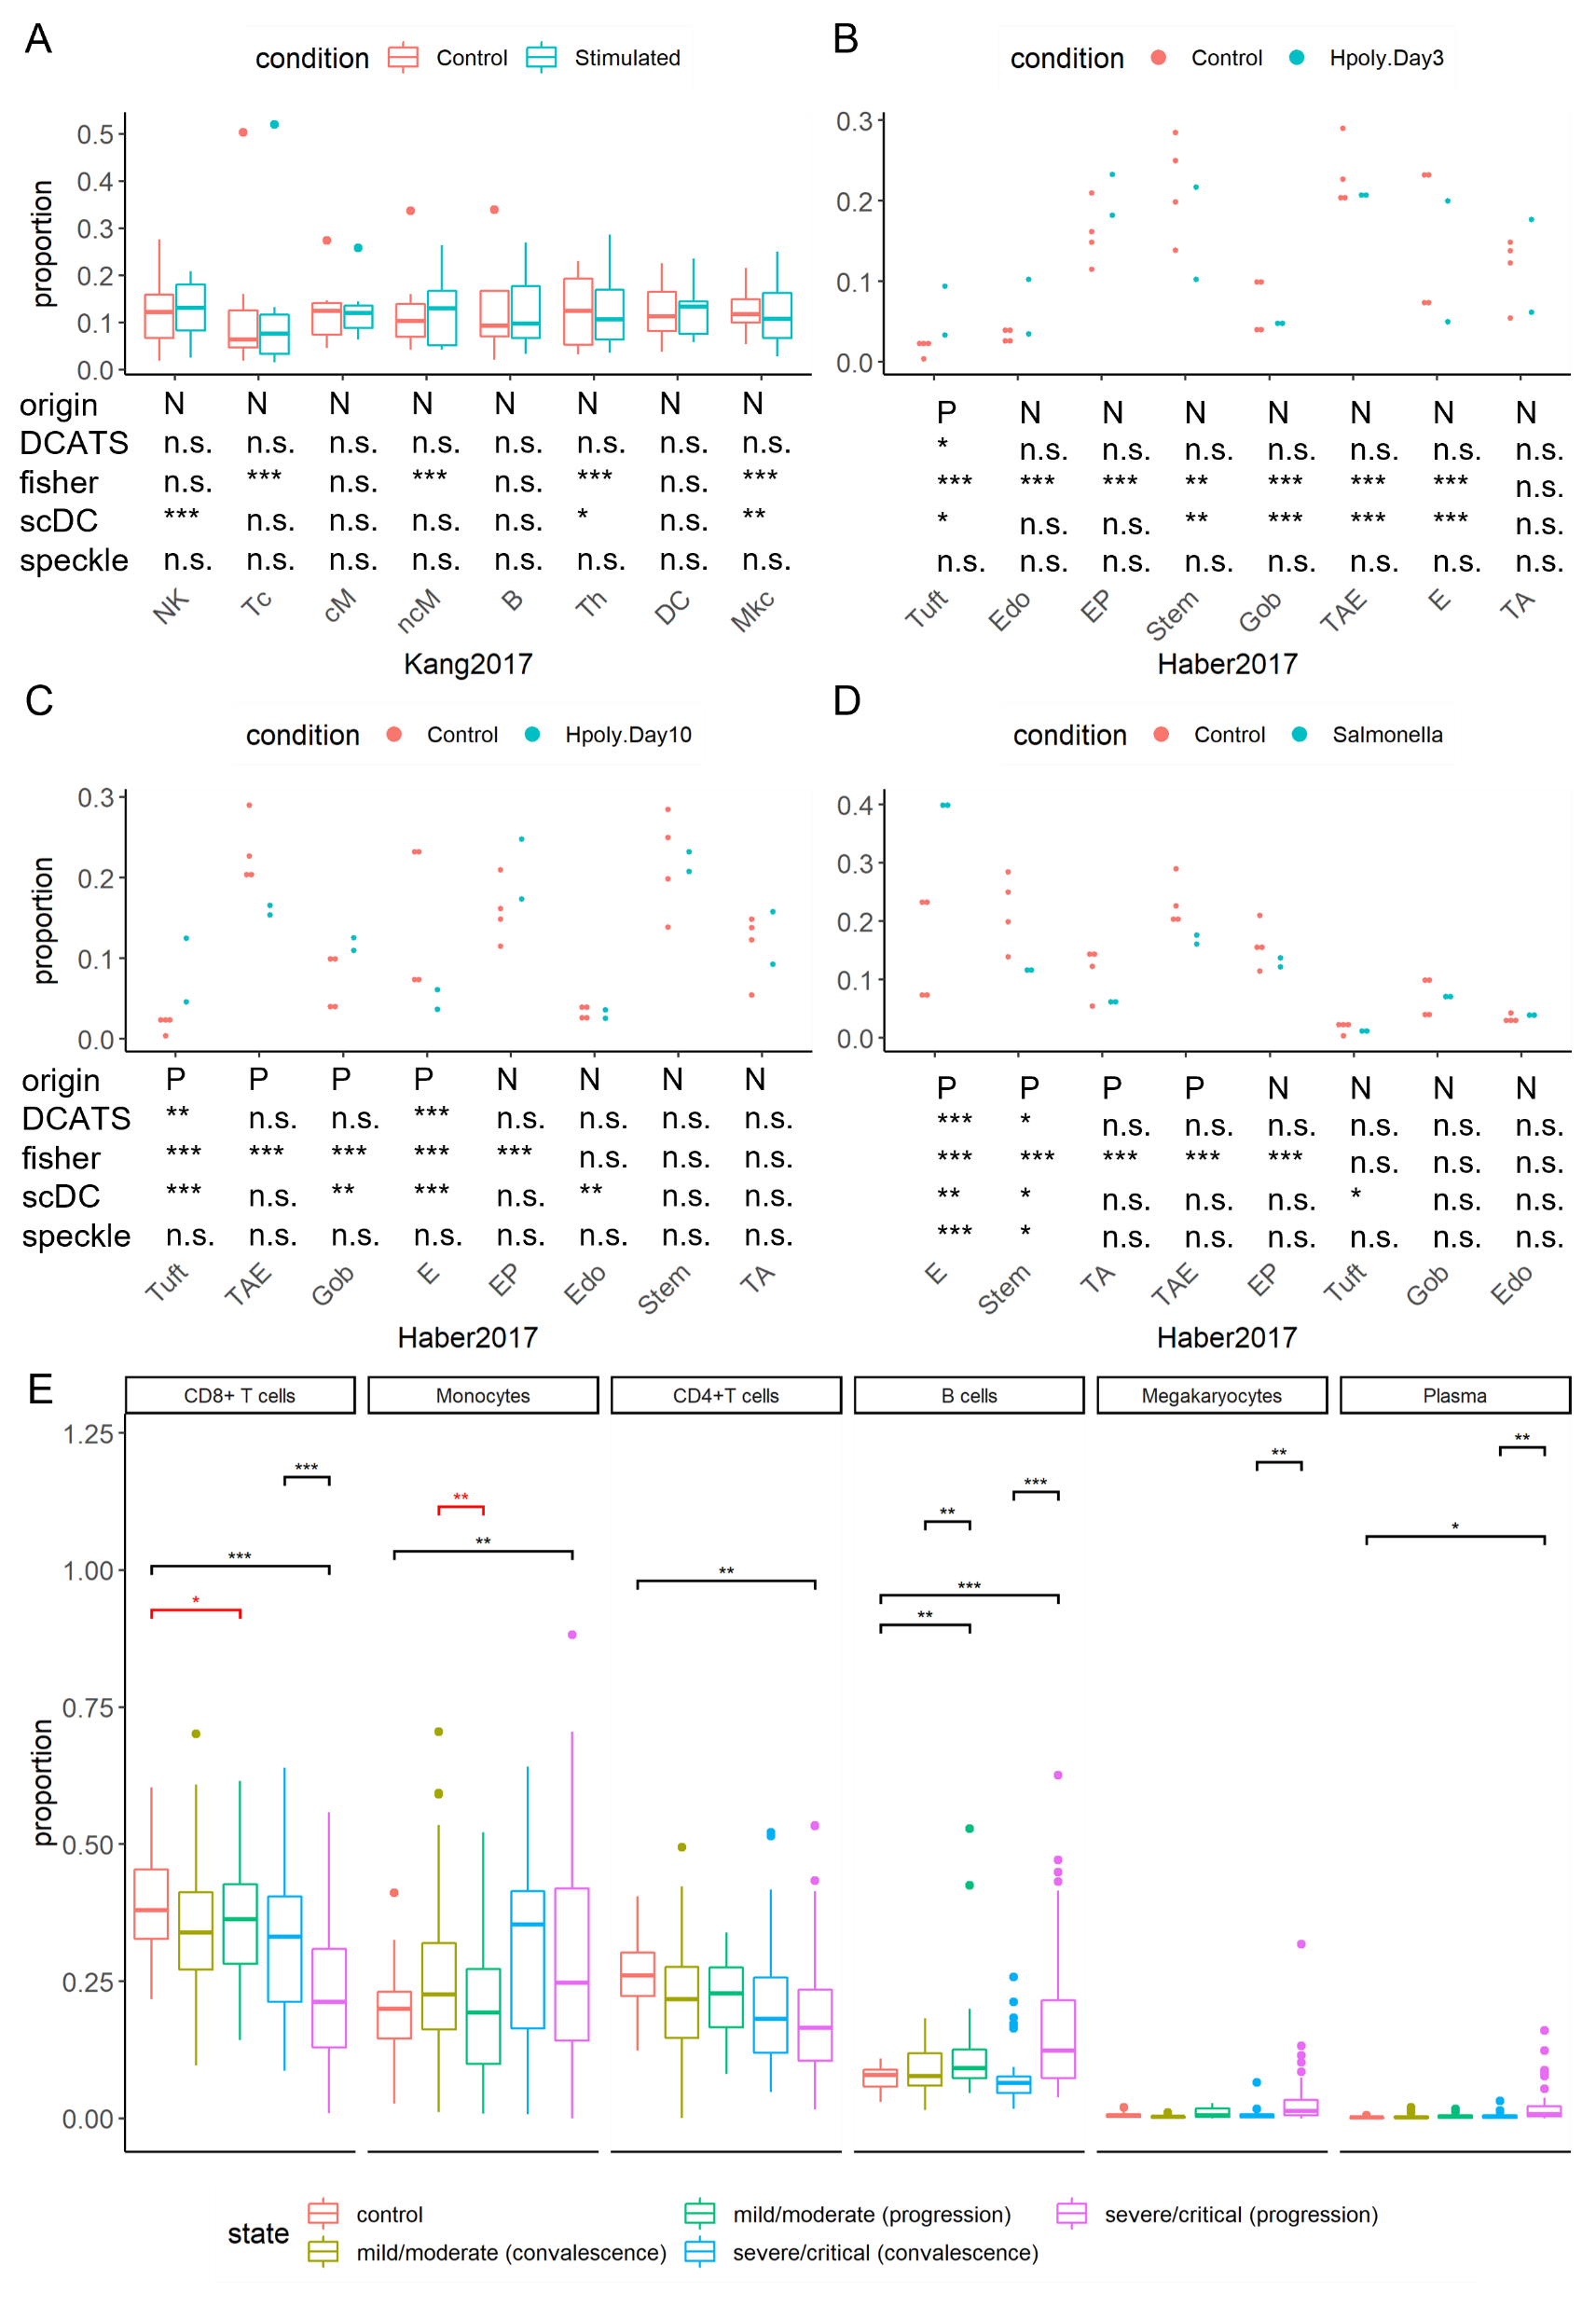 A
condition Control Stimulated
proportion
0.5
0.4
0.3
0.2
0.1
0.0
origin N N N N N N N N
DCATS n.s. n.s. n.s. n.s. n.s. n.s. n.s. n.s.
fisher n.s. *** n.s. *** n.s. *** n.s. ***
scDC *** n.s. n.s. n.s. n.s. * n.s. **
speckle n.s. n.s. n.s. n.s. n.s. n.s. n.s. n.s.
NK Tc cM ncM B Th DC Mkc
Kang2017
B
condition Control Hpoly.Day3
0.3
0.2
0.1
0.0
P N N N N N N N
* n.s. n.s. n.s. n.s. n.s. n.s. n.s.
*** *** *** ** *** *** *** n.s.
* n.s. n.s. ** *** *** *** n.s.
n.s. n.s. n.s. n.s. n.s. n.s. n.s. n.s.
Tuft Edo EP Stem Gob TAE E TA
Haber2017
C
condition Control Hpoly.Day10
proportion
0.3
0.2
0.1
0.0
origin P P P P N N N N
DCATS ** n.s. n.s. *** n.s. n.s. n.s. n.s.
fisher *** *** *** *** *** n.s. n.s. n.s.
scDC *** n.s. ** *** n.s. ** n.s. n.s.
speckle n.s. n.s. n.s. n.s. n.s. n.s. n.s. n.s.
Tuft TAE Gob E EP Edo Stem TA
Haber2017
D
condition Control Salmonella
0.4
0.3
0.2
0.1
0.0
P P P P N N N N
*** * n.s. n.s. n.s. n.s. n.s. n.s.
*** *** *** *** *** n.s. n.s. n.s.
** * n.s. n.s. n.s. * n.s. n.s.
*** * n.s. n.s. n.s. n.s. n.s. n.s.
E Stem TA TAE EP Tuft Gob Edo
Haber2017
E
CD8+ T cells Monocytes CD4+T cells B cells Megakaryocytes Plasma
proportion
1.25
1.00
0.75
0.50
0.25
0.00
***
***
*
**
**
**
***
**
***
**
**
**
*
state
control mild/moderate (progression) severe/critical (progression)
mild/moderate (convalescence) severe/critical (convalescence)